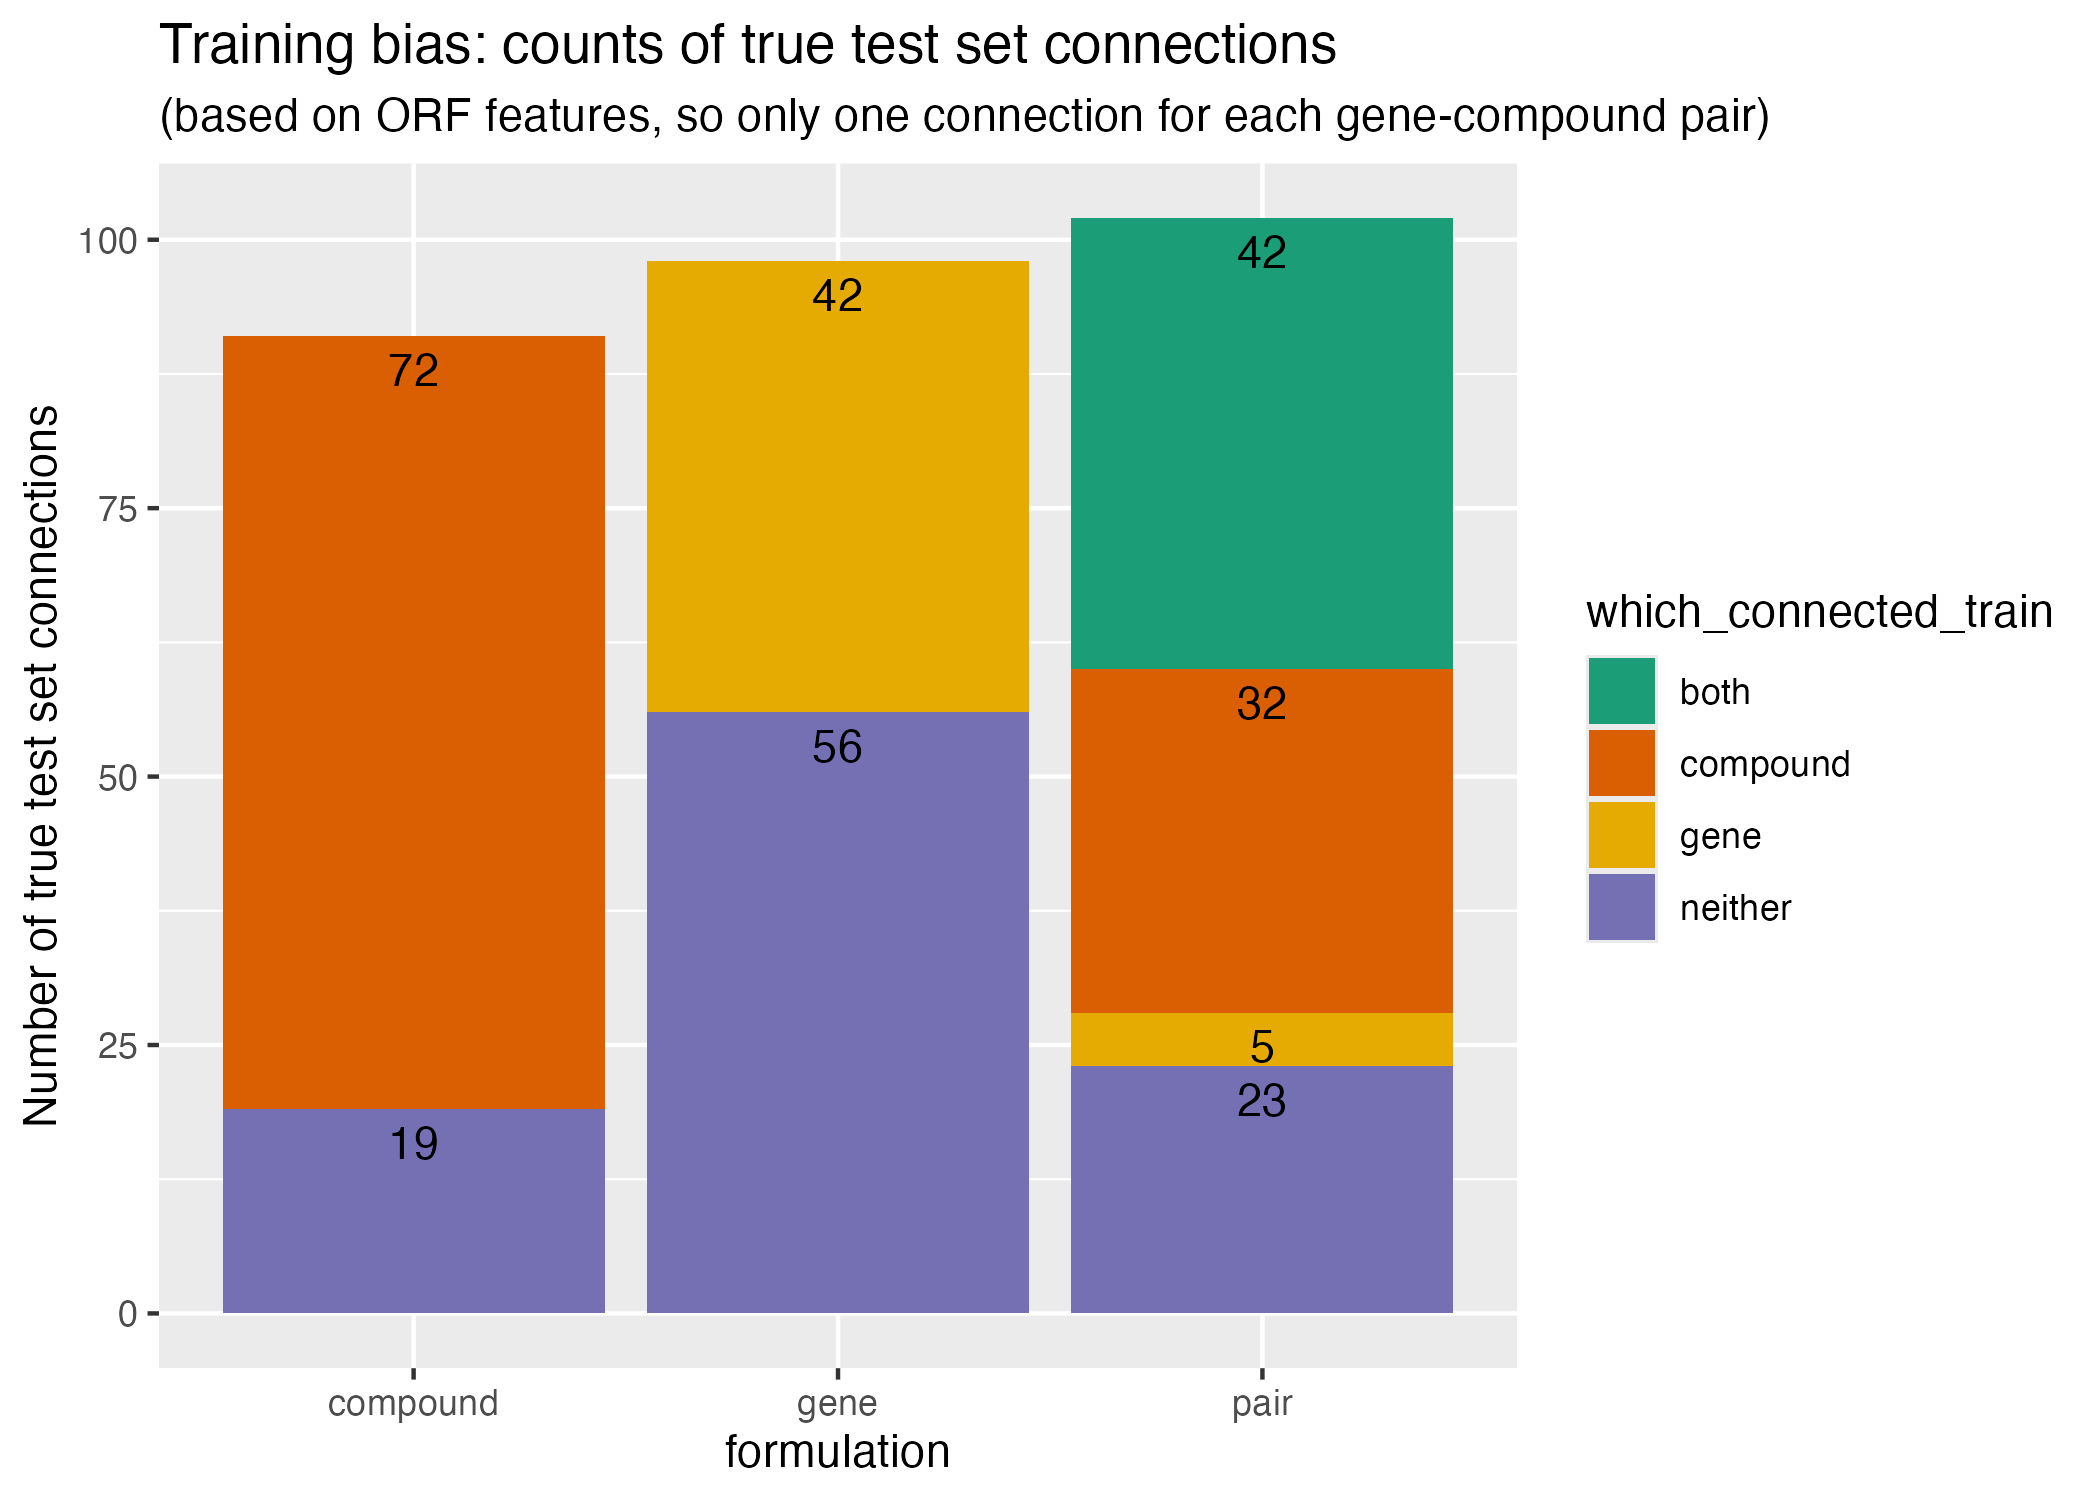 Training bias: counts of true test set connections
(based on ORF features, so only one connection for each gene-compound pair)
Number of true test set connections
100
75
50
25
0
72
19
42
56
42
32
5
23
compound
gene
pair
formulation
which_connected_train
both
compound
gene
neither